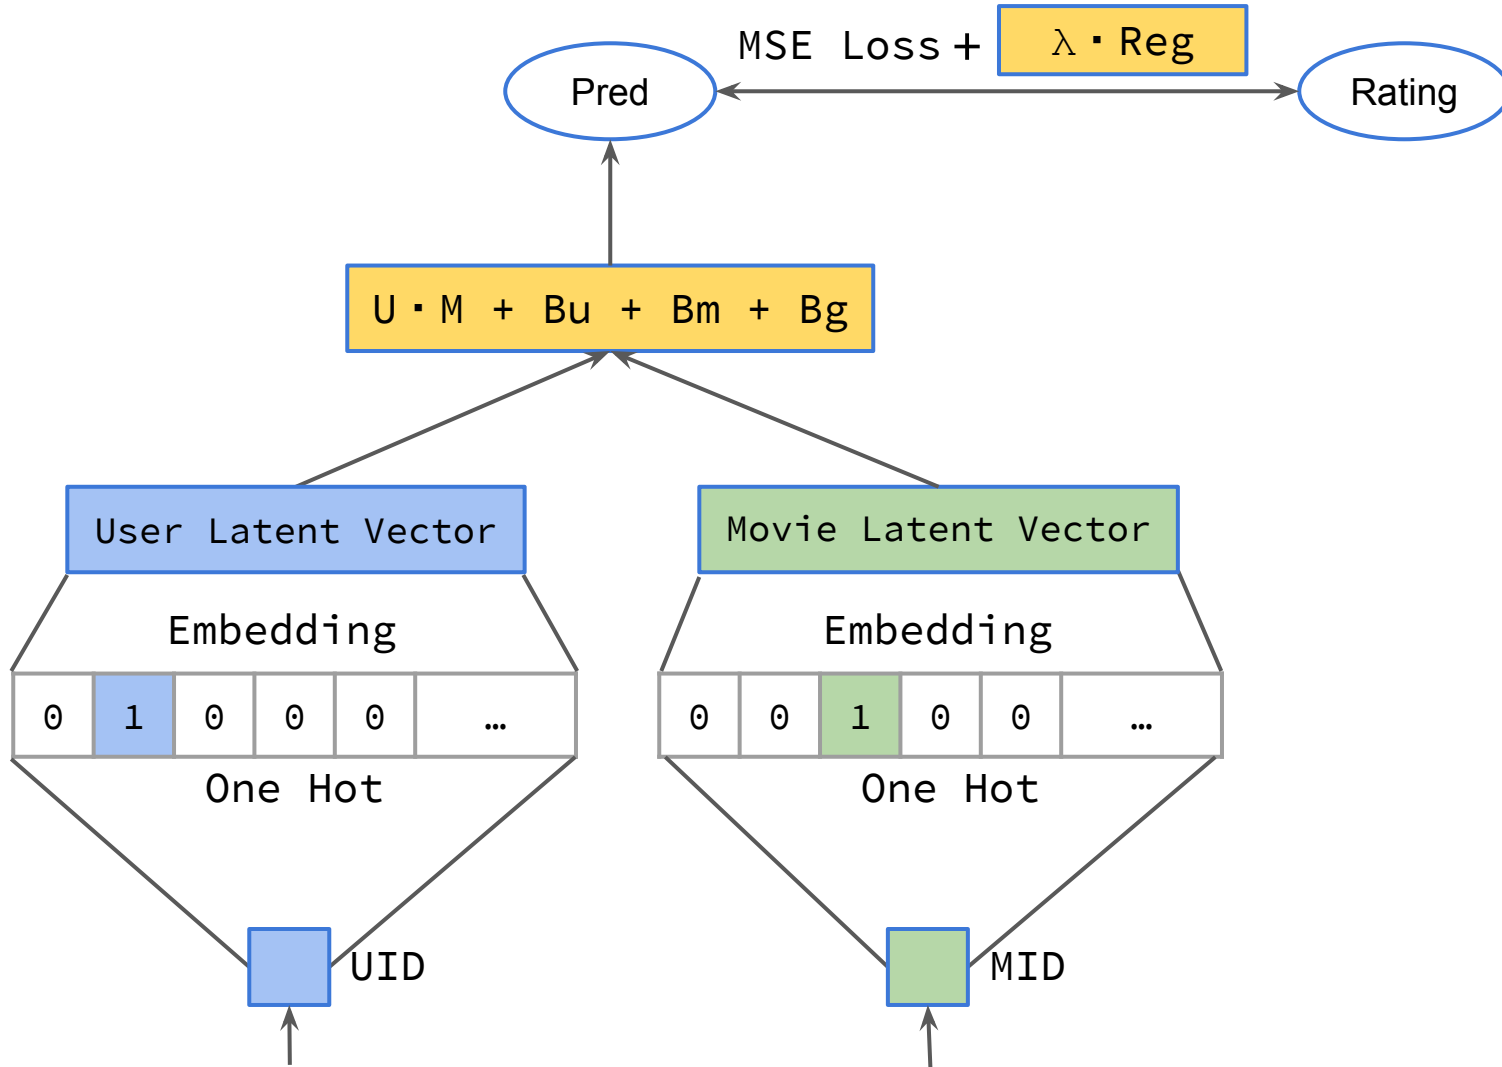 MSE Loss + λ · Reg
Pred
Rating
U · M + Bu + Bm + Bg
User Latent Vector
Movie Latent Vector
Embedding
Embedding
0 1 0 0 0 …
0 0 1 0 0 …
One Hot
One Hot
UID
MID